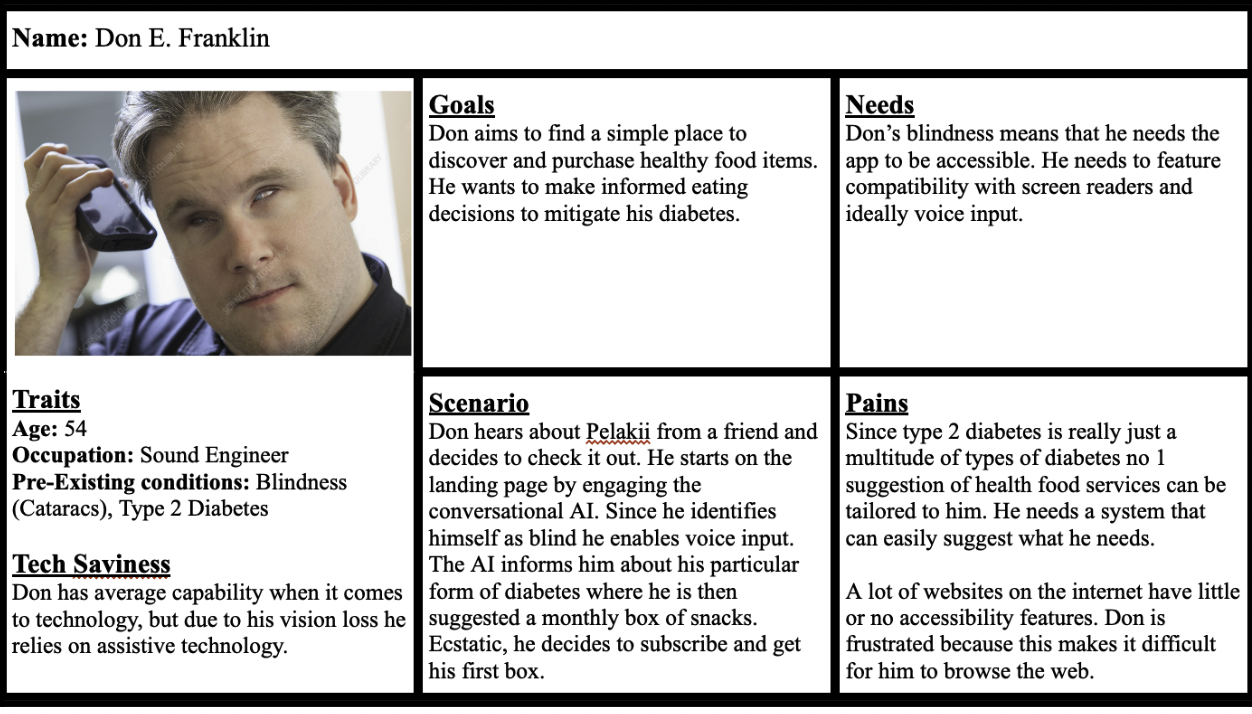 Name: Don E. Franklin
Traits
Age: 54
Occupation: Sound Engineer
Pre-Existing conditions: Blindness
(Cataracs), Type 2 Diabetes
Tech Saviness
Don has average capability when it comes
to technology, but due to his vision loss he
relies on assistive technology.
Goals
Don aims to find a simple place to
discover and purchase healthy food items.
He wants to make informed eating
decisions to mitigate his diabetes.
Needs
Don’s blindness means that he needs the
app to be accessible. He needs to feature
compatibility with screen readers and
ideally voice input.
Scenario
Don hears about Pelakii from a friend and
decides to check it out. He starts on the
landing page by engaging the
conversational AI. Since he identifies
himself as blind he enables voice input.
The AI informs him about his particular
form of diabetes where he is then
suggested a monthly box of snacks.
Ecstatic, he decides to subscribe and get
his first box.
Pains
Since type 2 diabetes is really just a
multitude of types of diabetes no 1
suggestion of health food services can be
tailored to him. He needs a system that
can easily suggest what he needs.
A lot of websites on the internet have little
or no accessibility features. Don is
frustrated because this makes it difficult
for him to browse the web.